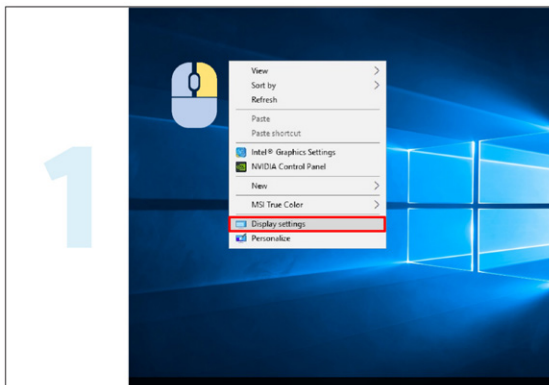 1
View
Sort by
Refresh
Paste
Paste shortcut
Intel® Graphics Settings
NVIDIA Control Panel
New
MSI True Color
Display settings
Personalize